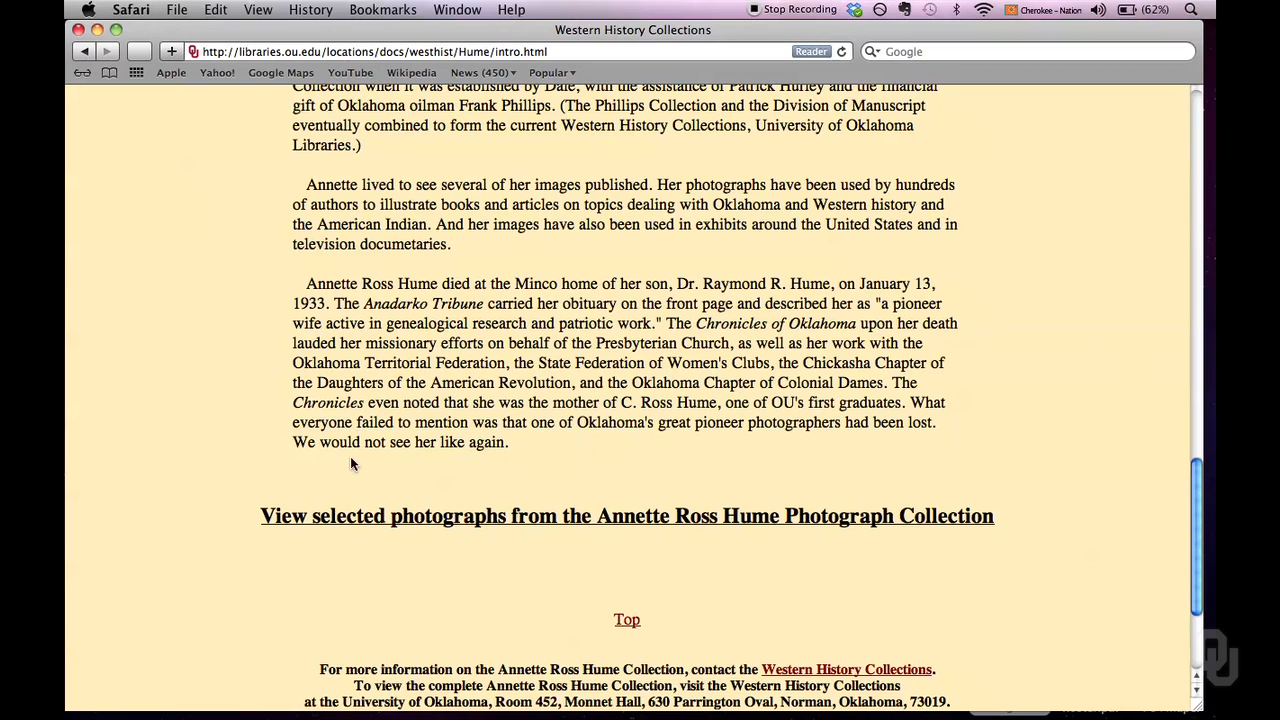 Safari File Edit View History Bookmarks Window Help Stop Recording Cherokee - Nation (62%)
Western History Collections
http://libraries.ou.edu/locations/docs/westhist/Hume/intro.html Reader Google
Apple Yahoo! Google Maps YouTube Wikipedia News (450) Popular
Collection when it was established by Dale, with the assistance of Patrick Hurley and the financial
gift of Oklahoma oilman Frank Phillips. (The Phillips Collection and the Division of Manuscript
eventually combined to form the current Western History Collections, University of Oklahoma
Libraries.)
Annette lived to see several of her images published. Her photographs have been used by hundreds
of authors to illustrate books and articles on topics dealing with Oklahoma and Western history and
the American Indian. And her images have also been used in exhibits around the United States and in
television documetaries.
Annette Ross Hume died at the Minco home of her son, Dr. Raymond R. Hume, on January 13,
1933. The Anadarko Tribune carried her obituary on the front page and described her as "a pioneer
wife active in genealogical research and patriotic work." The Chronicles of Oklahoma upon her death
lauded her missionary efforts on behalf of the Presbyterian Church, as well as her work with the
Oklahoma Territorial Federation, the State Federation of Women's Clubs, the Chickasha Chapter of
the Daughters of the American Revolution, and the Oklahoma Chapter of Colonial Dames. The
Chronicles even noted that she was the mother of C. Ross Hume, one of OU's first graduates. What
everyone failed to mention was that one of Oklahoma's great pioneer photographers had been lost.
We would not see her like again.
View selected photographs from the Annette Ross Hume Photograph Collection
Top
For more information on the Annette Ross Hume Collection, contact the Western History Collections.
To view the complete Annette Ross Hume Collection, visit the Western History Collections
at the University of Oklahoma, Room 452, Monnet Hall, 630 Parrington Oval, Norman, Oklahoma, 73019.